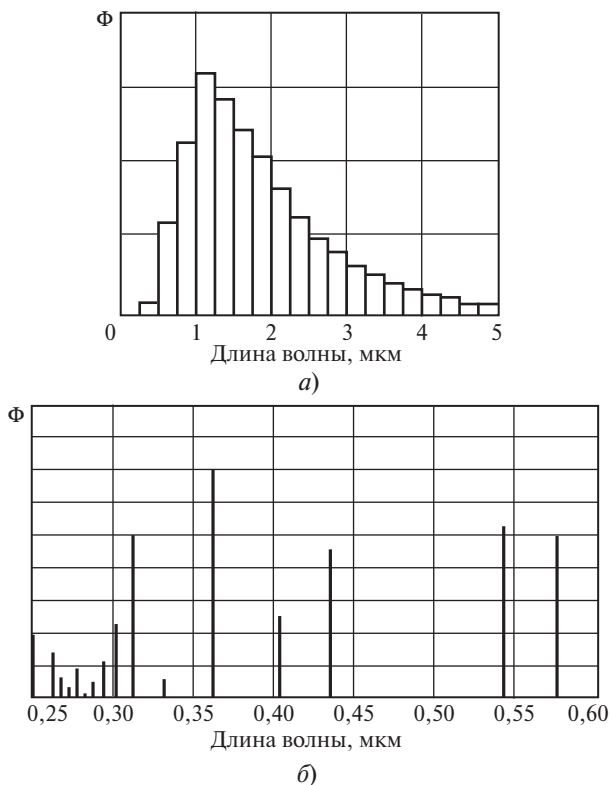 Φ
0 1 2 3 4 5
Длина волны, мкм
а)
Φ
0,25 0,30 0,35 0,40 0,45 0,50 0,55 0,60
Длина волны, мкм
б)